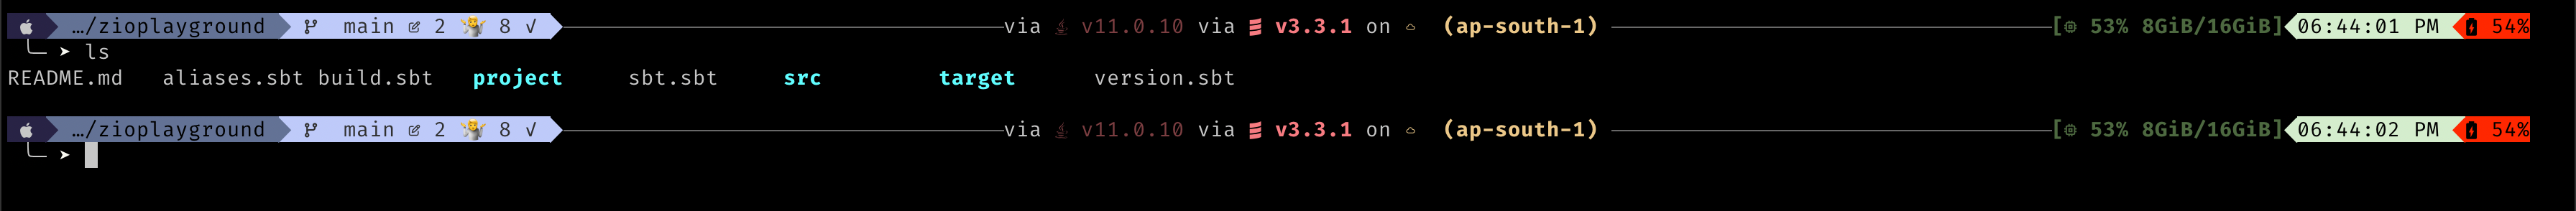 …/zioplayground main 2 🤷 8 √ via v11.0.10 via v3.3.1 on (ap-south-1) [ 53% 8GiB/16GiB] 06:44:01 PM 54%
➤ ls
README.md aliases.sbt build.sbt project sbt.sbt src target version.sbt
…/zioplayground main 2 🤷 8 √ via v11.0.10 via v3.3.1 on (ap-south-1) [ 53% 8GiB/16GiB] 06:44:02 PM 54%
➤